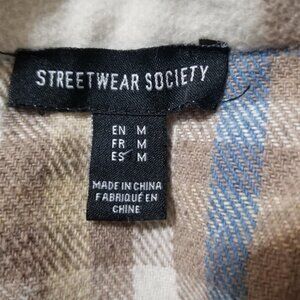 STREETWEAR SOCIETY
EN M
FR M
ES M
MADE IN CHINA
FABRIQUÉ EN
CHINE